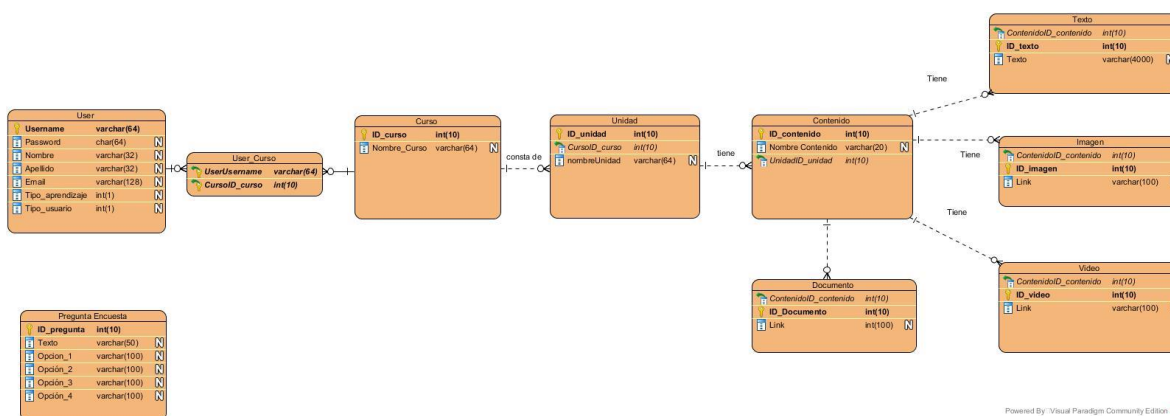 User
Username varchar(64)
Password char(64) N
Nombre varchar(32) N
Apellido varchar(32) N
Email varchar(128) N
Tipo_aprendizaje int(1) N
Tipo_usuario int(1) N
User_Curso
UserUsername varchar(64)
CursoID_curso int(10)
Curso
ID_curso int(10)
Nombre_Curso varchar(64) N
consta de
Unidad
ID_unidad int(10)
CursoID_curso int(10)
nombreUnidad varchar(64) N
tiene
Contenido
ID_contenido int(10)
Nombre Contenido varchar(20) N
UnidadID_unidad int(10)
Tiene
Texto
ContenidoID_contenido int(10)
ID_texto int(10)
Texto varchar(4000) N
Tiene
Imagen
ContenidoID_contenido int(10)
ID_imagen int(10)
Link varchar(100)
Tiene
Video
ContenidoID_contenido int(10)
ID_video int(10)
Link varchar(100)
Documento
ContenidoID_contenido int(10)
ID_Documento int(10)
Link int(100) N
Pregunta Encuesta
ID_pregunta int(10)
Texto varchar(50) N
Opcion_1 varchar(100) N
Opción_2 varchar(100) N
Opción_3 varchar(100) N
Opción_4 varchar(100) N
Powered By Visual Paradigm Community Edition